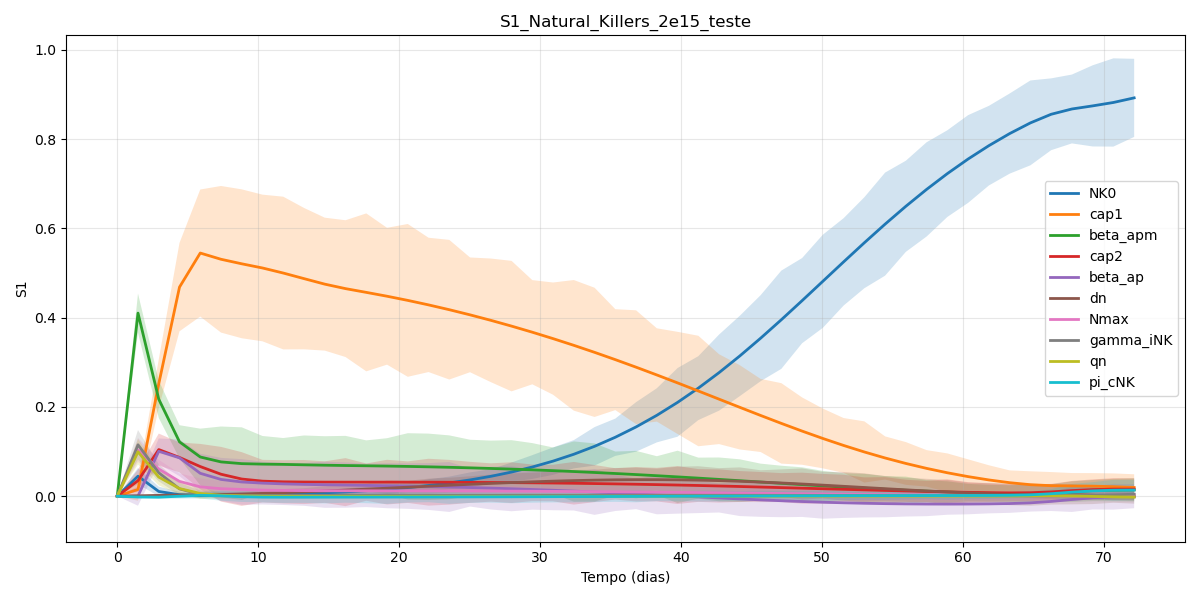 S1_Natural_Killers_2e15_teste
1.0
0.8
0.6
0.4
0.2
0.0
S1
0 10 20 30 40 50 60 70
Tempo (dias)
NK0
cap1
beta_apm
cap2
beta_ap
dn
Nmax
gamma_iNK
qn
pi_cNK